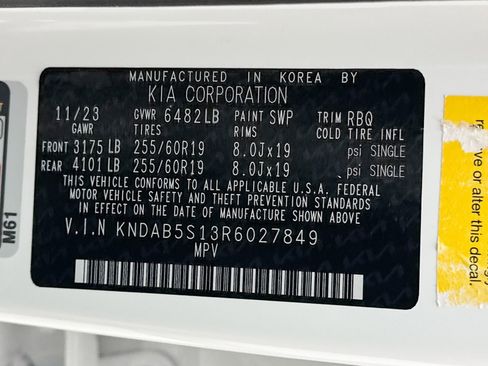 MANUFACTURED IN KOREA BY
KIA CORPORATION
11/23 GVWR 6482LB PAINT SWP TRIM RBQ
GAWR TIRES RIMS COLD TIRE INFL
FRONT 3175 LB 255/60R19 8.0Jx19 psi SINGLE
REAR 4101 LB 255/60R19 8.0Jx19 psi SINGLE
THIS VEHICLE CONFORMS TO ALL APPLICABLE U.S.A. FEDERAL
MOTOR VEHICLE SAFETY AND THEFT PREVENTION STANDARDS
IN EFFECT ON THE DATE OF MANUFACTURE SHOWN ABOVE.
V.I.N KNDAB5S13R6027849
MPV
M61
or alter this